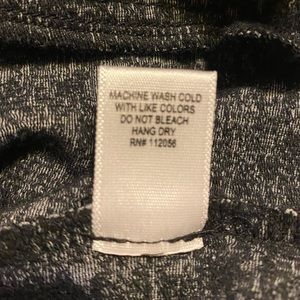 MACHINE WASH COLD
WITH LIKE COLORS
DO NOT BLEACH
HANG DRY
RN# 112056